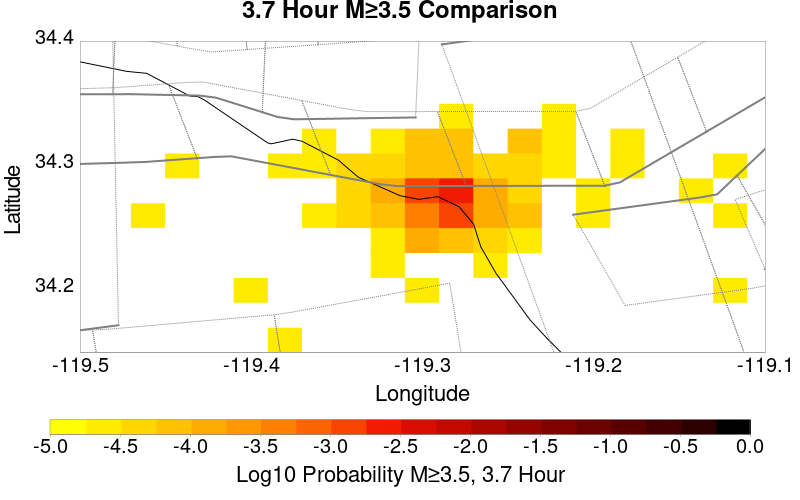 3.7 Hour M≥3.5 Comparison
34.4
34.3
34.2
Latitude
-119.5 -119.4 -119.3 -119.2 -119.1
Longitude
-5.0 -4.5 -4.0 -3.5 -3.0 -2.5 -2.0 -1.5 -1.0 -0.5 0.0
Log10 Probability M≥3.5, 3.7 Hour